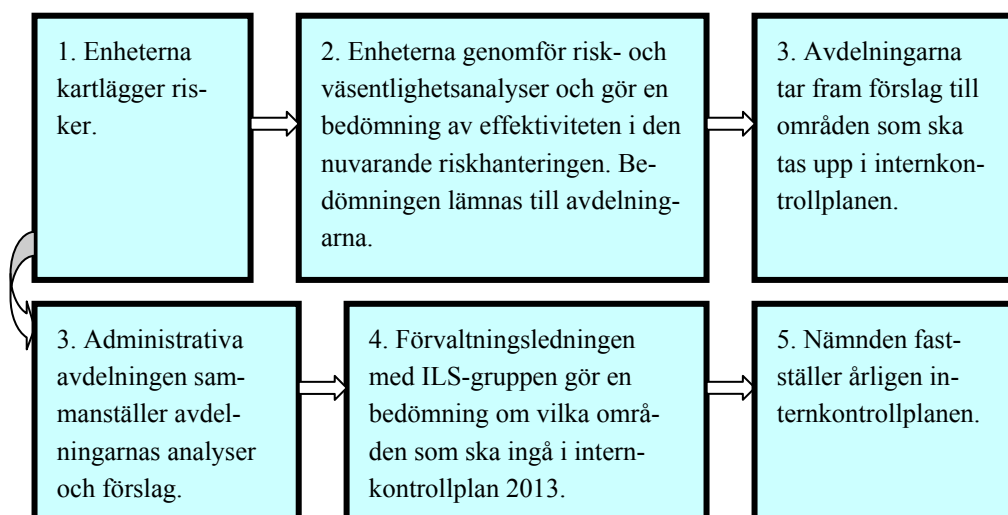 1. Enheterna
kartlägger ris-
ker.
2. Enheterna genomför risk- och
väsentlighetsanalyser och gör en
bedömning av effektiviteten i den
nuvarande riskhanteringen. Be-
dömningen lämnas till avdelning-
arna.
3. Avdelningarna
tar fram förslag till
områden som ska
tas upp i internkon-
trollplanen.
3. Administrativa
avdelningen sam-
manställer avdel-
ningarnas analyser
och förslag.
4. Förvaltningsledningen
med ILS-gruppen gör en
bedömning om vilka områ-
den som ska ingå i intern-
kontrollplan 2013.
5. Nämnden fast-
ställer årligen in-
ternkontrollplanen.